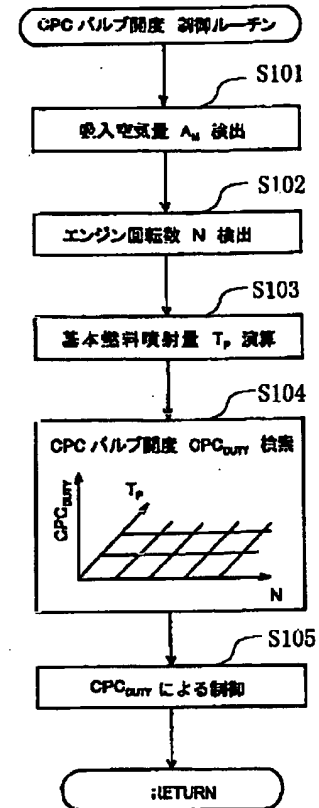 CPC バルブ開度 制御ルーチン
S101
吸入空気量 A_M 検出
S102
エンジン回転数 N 検出
S103
基本燃料噴射量 T_P 演算
S104
CPC バルブ開度 CPC_DUTY 検索
CPC_DUTY
T_P
N
S105
CPC_DUTY による制御
RETURN